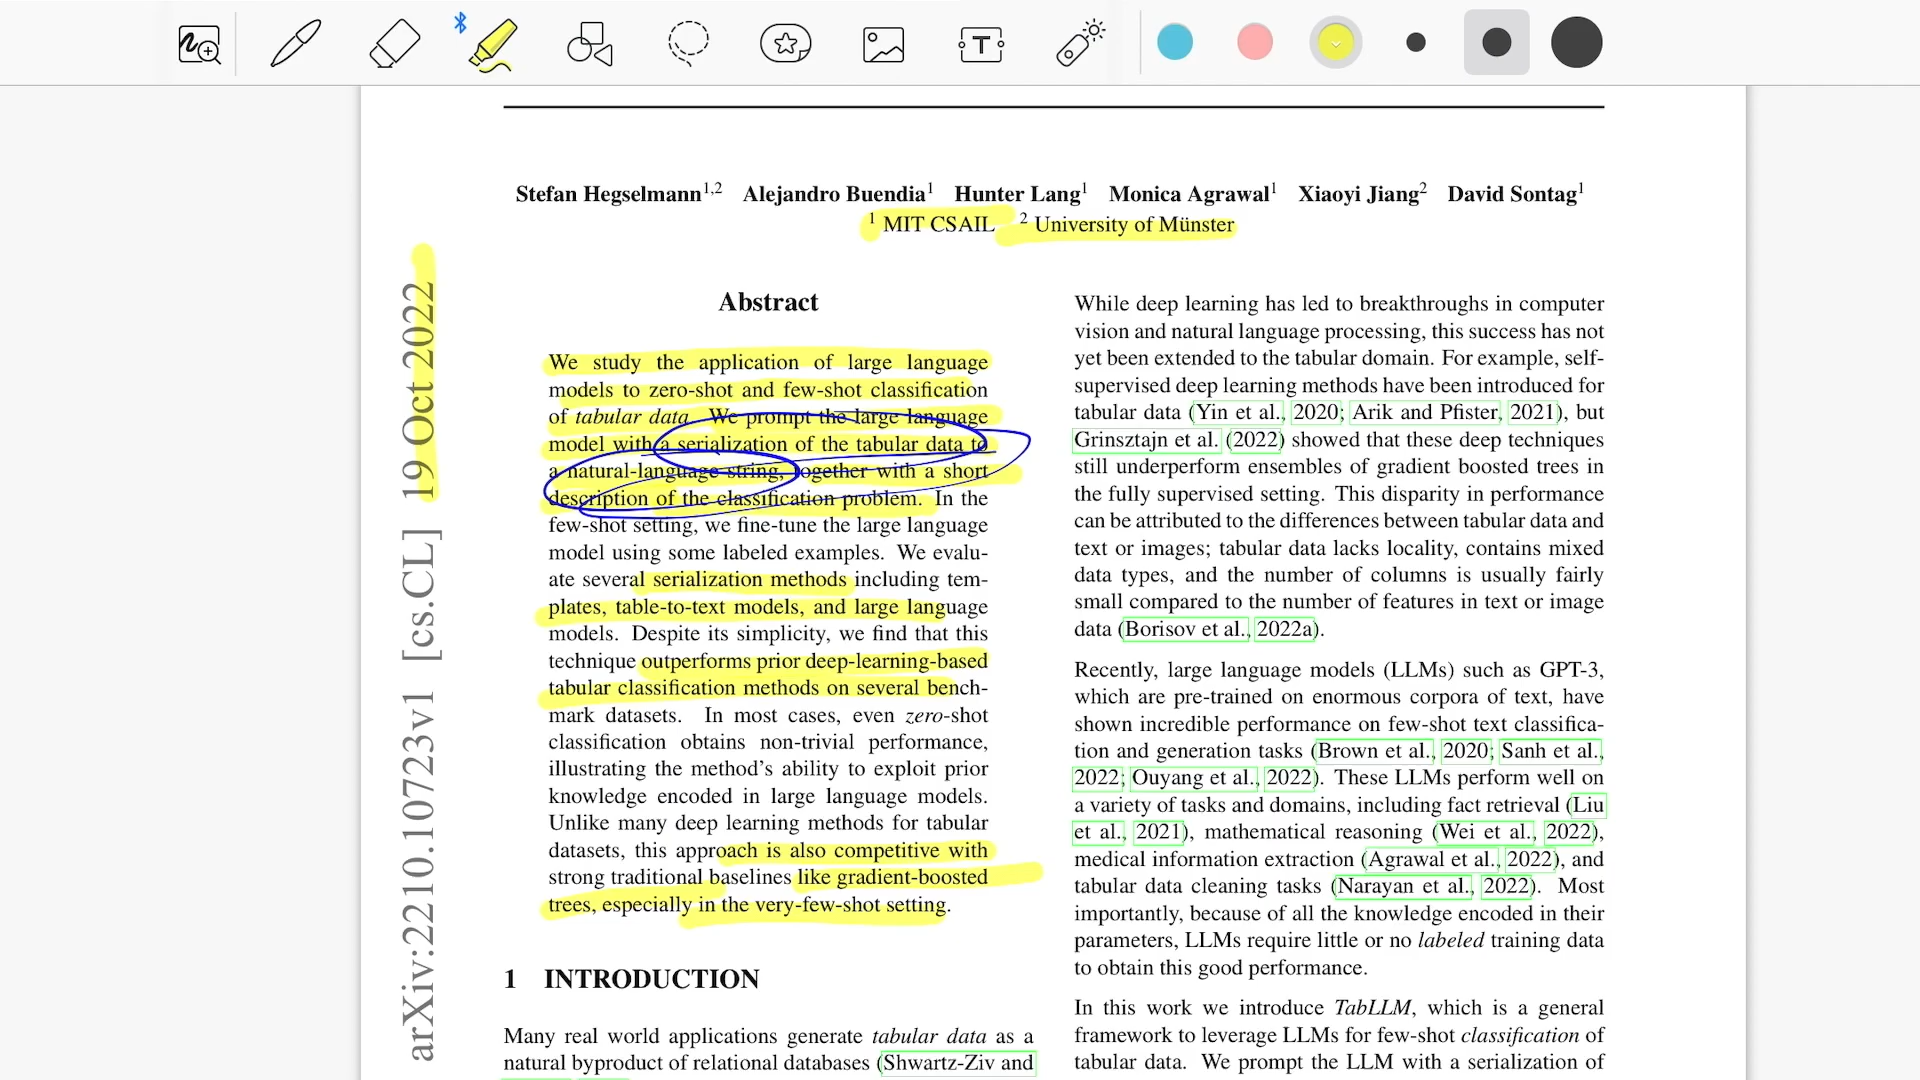 T
Stefan Hegselmann1,2 Alejandro Buendia1 Hunter Lang1 Monica Agrawal1 Xiaoyi Jiang2 David Sontag1
1 MIT CSAIL 2 University of Münster
arXiv:2210.10723v1 [cs.CL] 19 Oct 2022
Abstract
We study the application of large language
models to zero-shot and few-shot classification
of tabular data. We prompt the large language
model with a serialization of the tabular data to
a natural-language string, together with a short
description of the classification problem. In the
few-shot setting, we fine-tune the large language
model using some labeled examples. We evalu-
ate several serialization methods including tem-
plates, table-to-text models, and large language
models. Despite its simplicity, we find that this
technique outperforms prior deep-learning-based
tabular classification methods on several bench-
mark datasets. In most cases, even zero-shot
classification obtains non-trivial performance,
illustrating the method's ability to exploit prior
knowledge encoded in large language models.
Unlike many deep learning methods for tabular
datasets, this approach is also competitive with
strong traditional baselines like gradient-boosted
trees, especially in the very-few-shot setting.
1 INTRODUCTION
Many real world applications generate tabular data as a
natural byproduct of relational databases (Shwartz-Ziv and
While deep learning has led to breakthroughs in computer
vision and natural language processing, this success has not
yet been extended to the tabular domain. For example, self-
supervised deep learning methods have been introduced for
tabular data (Yin et al., 2020; Arik and Pfister, 2021), but
Grinsztajn et al. (2022) showed that these deep techniques
still underperform ensembles of gradient boosted trees in
the fully supervised setting. This disparity in performance
can be attributed to the differences between tabular data and
text or images; tabular data lacks locality, contains mixed
data types, and the number of columns is usually fairly
small compared to the number of features in text or image
data (Borisov et al., 2022a).
Recently, large language models (LLMs) such as GPT-3,
which are pre-trained on enormous corpora of text, have
shown incredible performance on few-shot text classifica-
tion and generation tasks (Brown et al., 2020; Sanh et al.,
2022; Ouyang et al., 2022). These LLMs perform well on
a variety of tasks and domains, including fact retrieval (Liu
et al., 2021), mathematical reasoning (Wei et al., 2022),
medical information extraction (Agrawal et al., 2022), and
tabular data cleaning tasks (Narayan et al., 2022). Most
importantly, because of all the knowledge encoded in their
parameters, LLMs require little or no labeled training data
to obtain this good performance.
In this work we introduce TabLLM, which is a general
framework to leverage LLMs for few-shot classification of
tabular data. We prompt the LLM with a serialization of